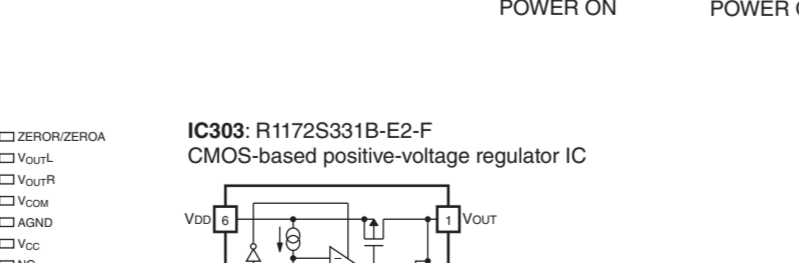 POWER ON
POWER
ZEROR/ZEROA
VOUTL
VOUTR
VCOM
AGND
VCC
NC
IC303: R1172S331B-E2-F
CMOS-based positive-voltage regulator IC
VDD 6
1 VOUT